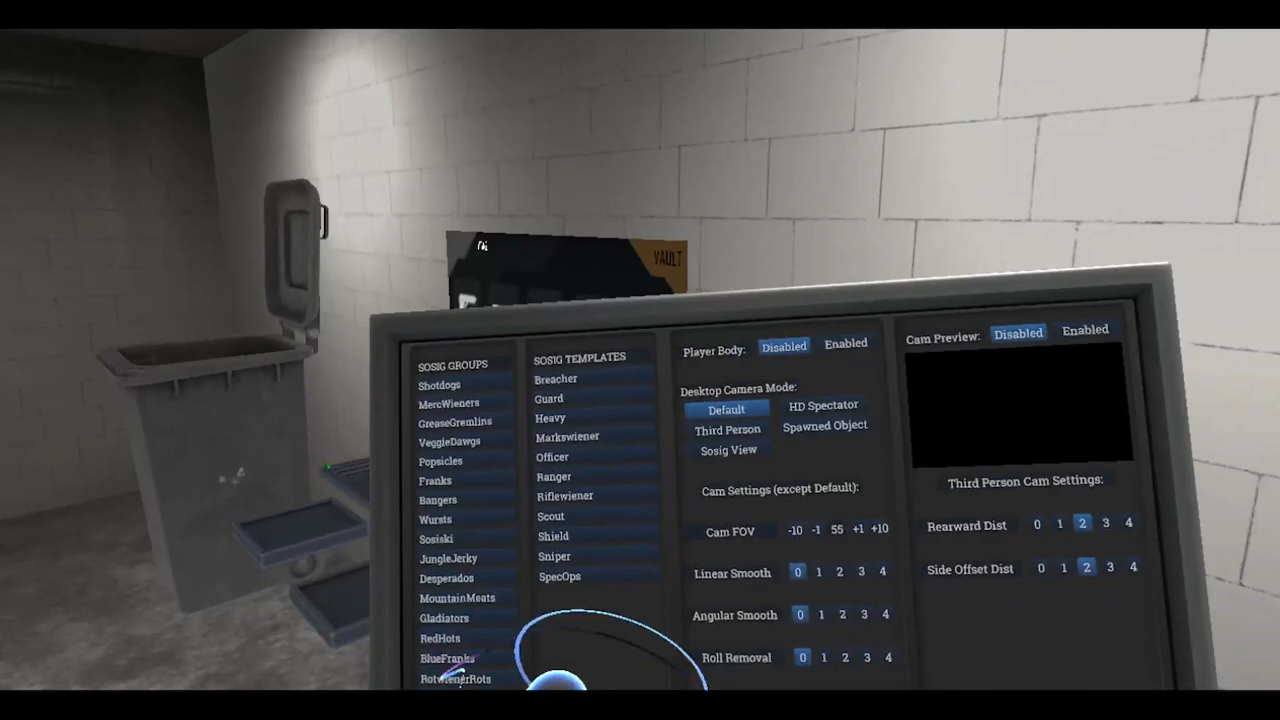 VAULT
SOSIG GROUPS
Shotdogs
MercWieners
GreaseGremlins
VeggieDawgs
Popsicles
Franks
Bangers
Wursts
Sosiski
JungleJerky
Desperados
MountainMeats
Gladiators
RedHots
BlueFranks
RotwienerRots
SOSIG TEMPLATES
Breacher
Guard
Heavy
Markswiener
Officer
Ranger
Riflewiener
Scout
Shield
Sniper
SpecOps
Player Body: Disabled Enabled
Desktop Camera Mode:
Default HD Spectator
Third Person Spawned Object
Sosig View
Cam Settings (except Default):
Cam FOV -10 -1 55 +1 +10
Linear Smooth 0 1 2 3 4
Angular Smooth 0 1 2 3 4
Roll Removal 0 1 2 3 4
Cam Preview: Disabled Enabled
Third Person Cam Settings:
Rearward Dist 0 1 2 3 4
Side Offset Dist 0 1 2 3 4